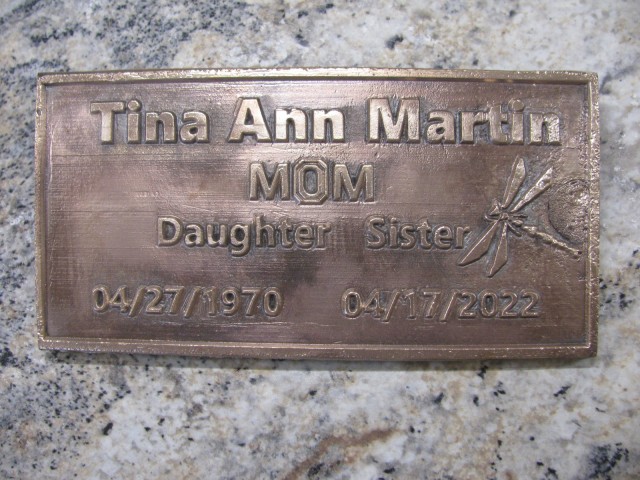 Tina Ann Martin
MOM
Daughter Sister
04/27/1970 04/17/2022